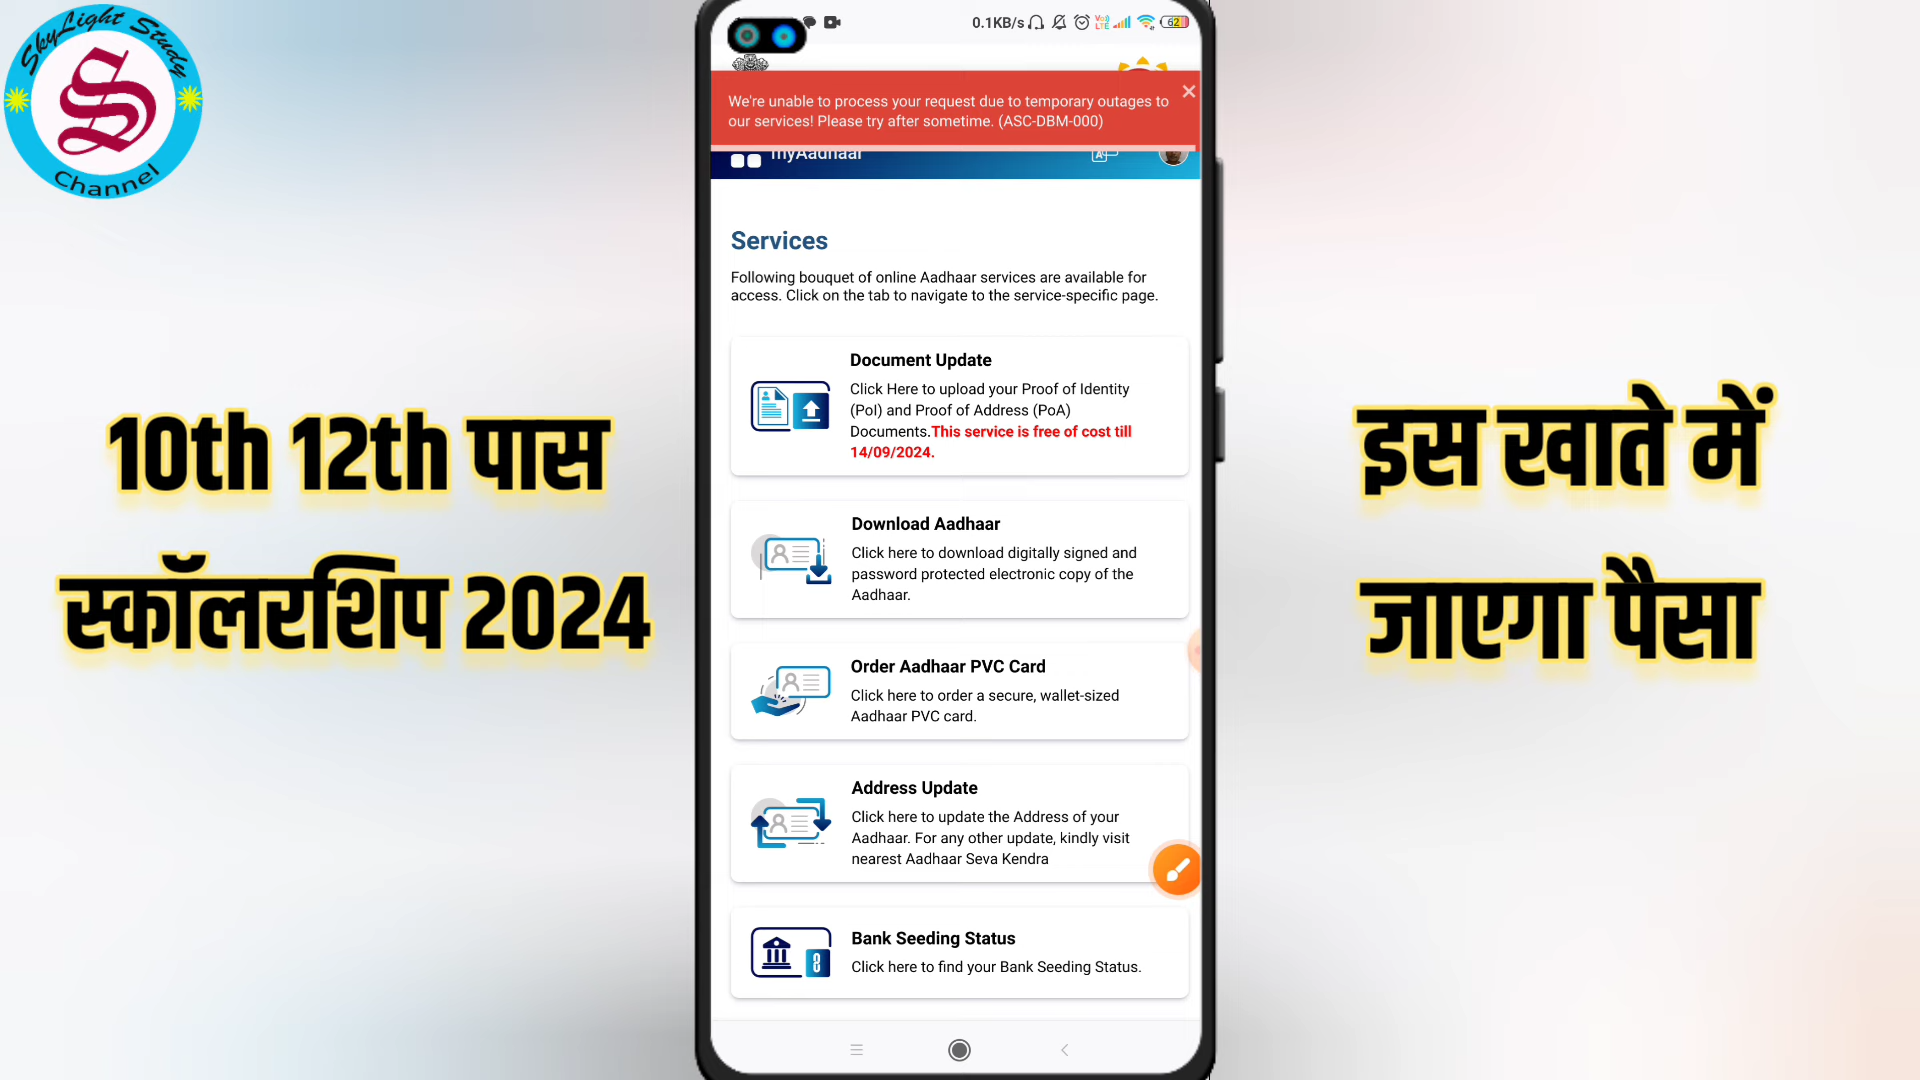 SkyLight Study
S
Channel
0.1KB/s
Vo))
LTE
62
We're unable to process your request due to temporary outages to
our services! Please try after sometime. (ASC-DBM-000)
myAadhaar
Services
Following bouquet of online Aadhaar services are available for
access. Click on the tab to navigate to the service-specific page.
Document Update
Click Here to upload your Proof of Identity
(PoI) and Proof of Address (PoA)
Documents.This service is free of cost till
14/09/2024.
Download Aadhaar
Click here to download digitally signed and
password protected electronic copy of the
Aadhaar.
Order Aadhaar PVC Card
Click here to order a secure, wallet-sized
Aadhaar PVC card.
Address Update
Click here to update the Address of your
Aadhaar. For any other update, kindly visit
nearest Aadhaar Seva Kendra
Bank Seeding Status
Click here to find your Bank Seeding Status.
10th 12th पास
स्कॉलरशिप 2024
इस खाते में
जाएगा पैसा